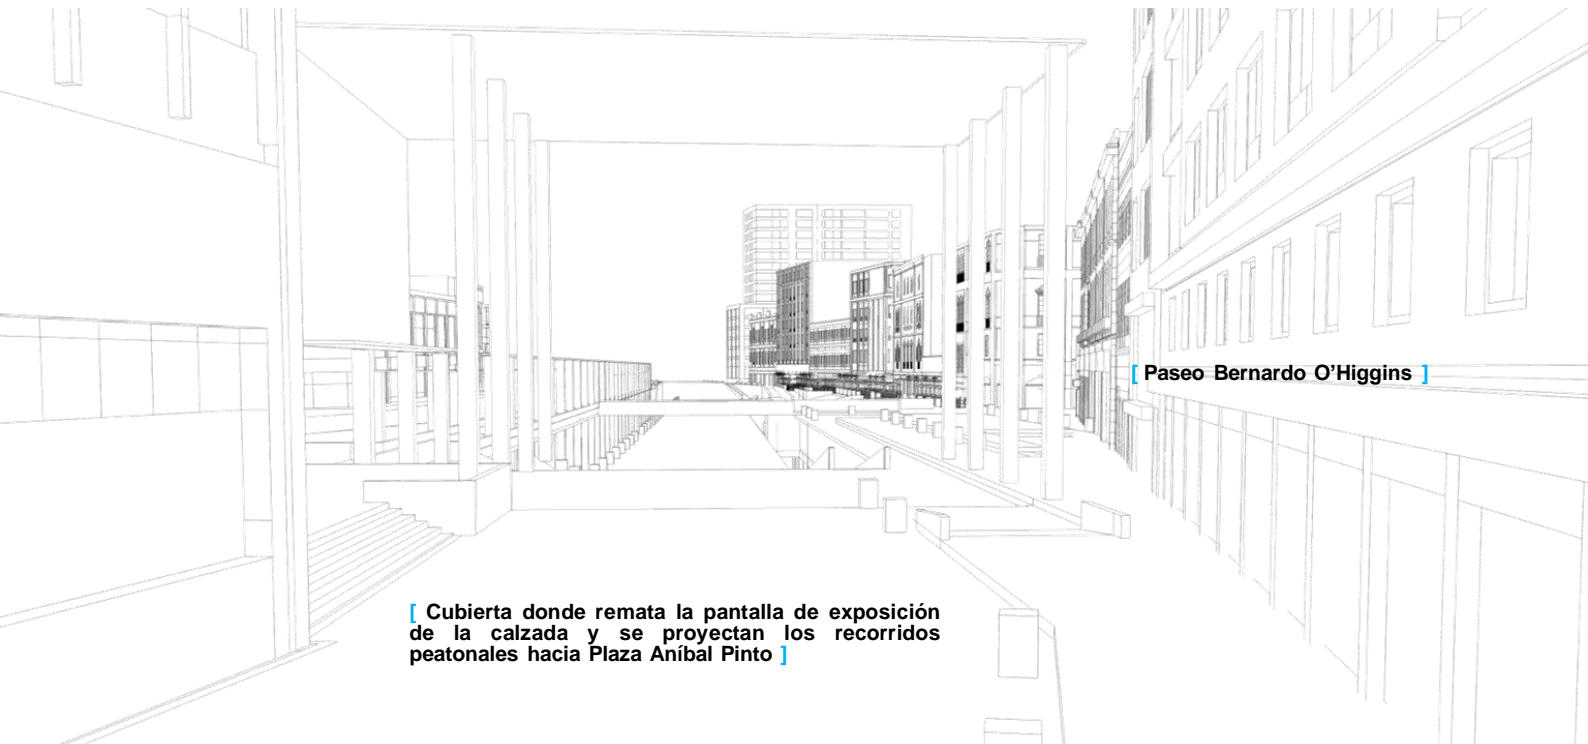 [ Paseo Bernardo O’Higgins ]
[ Cubierta donde remata la pantalla de exposición
de la calzada y se proyectan los recorridos
peatonales hacia Plaza Aníbal Pinto ]